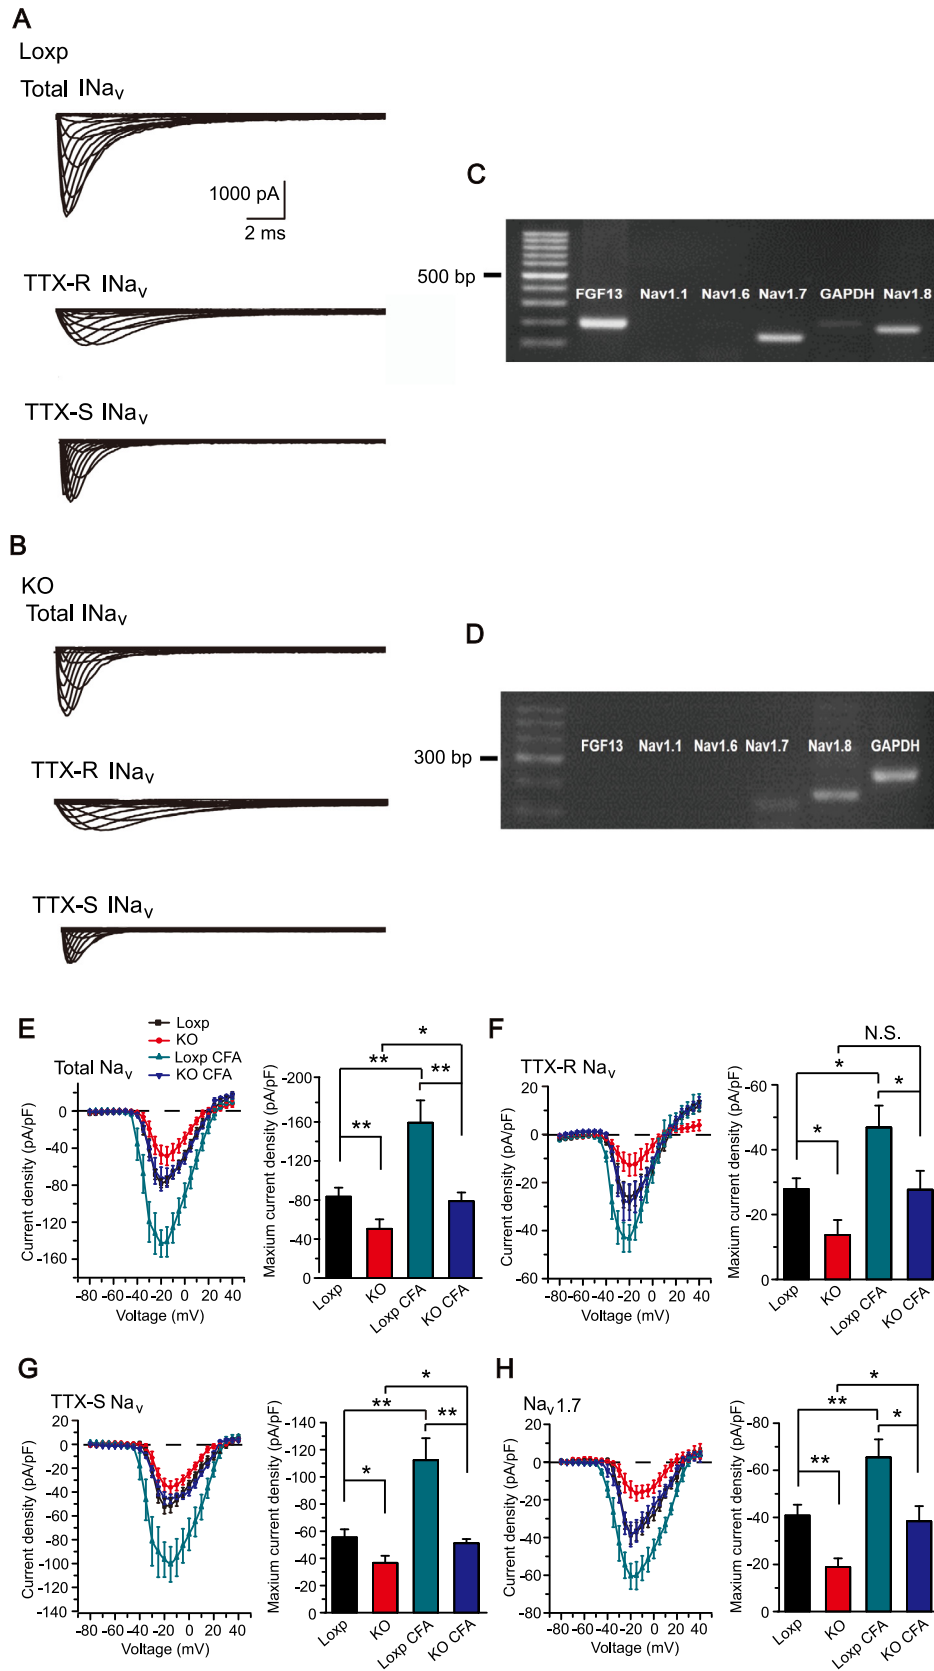 A
Loxp
Total INav
1000 pA
2 ms
TTX-R INav
TTX-S INav
B
KO
Total INav
TTX-R INav
TTX-S INav
C
500 bp
FGF13 Nav1.1 Nav1.6 Nav1.7 GAPDH Nav1.8
D
300 bp
FGF13 Nav1.1 Nav1.6 Nav1.7 Nav1.8 GAPDH
E
Loxp
KO
Loxp CFA
KO CFA
Total Nav
Current density (pA/pF)
0
-40
-80
-120
-160
-80 -60 -40 -20 0 20 40
Voltage (mV)
Maxium current density (pA/pF)
-200
-160
-120
-80
-40
0
** ** ** *
Loxp KO Loxp CFA KO CFA
F
TTX-R Nav
Current density (pA/pF)
20
0
-20
-40
-60
-80 -60 -40 -20 0 20 40
Voltage (mV)
Maxium current density (pA/pF)
-60
-40
-20
0
N.S.
* * *
Loxp KO Loxp CFA KO CFA
G
TTX-S Nav
Current density (pA/pF)
20
0
-20
-40
-60
-80
-100
-120
-140
-80 -60 -40 -20 0 20 40
Voltage (mV)
Maxium current density (pA/pF)
-140
-120
-100
-80
-60
-40
-20
0
* ** ** *
Loxp KO Loxp CFA KO CFA
H
Nav1.7
Current density (pA/pF)
20
0
-20
-40
-60
-80
-80 -60 -40 -20 0 20 40
Voltage (mV)
Maxium current density (pA/pF)
-80
-60
-40
-20
0
** ** * *
Loxp KO Loxp CFA KO CFA